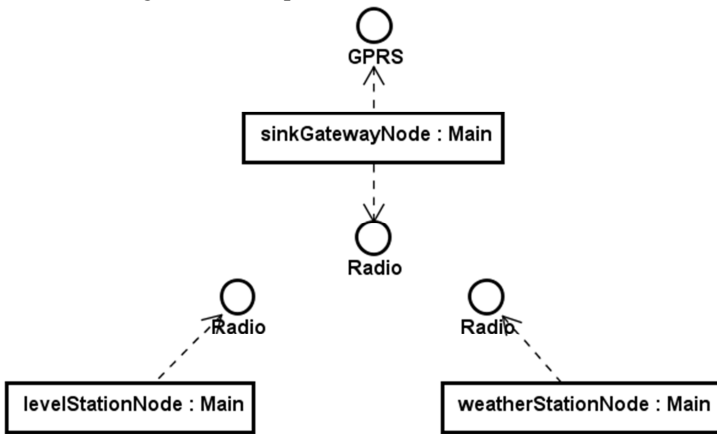 GPRS
sinkGatewayNode : Main
Radio
Radio
Radio
levelStationNode : Main
weatherStationNode : Main